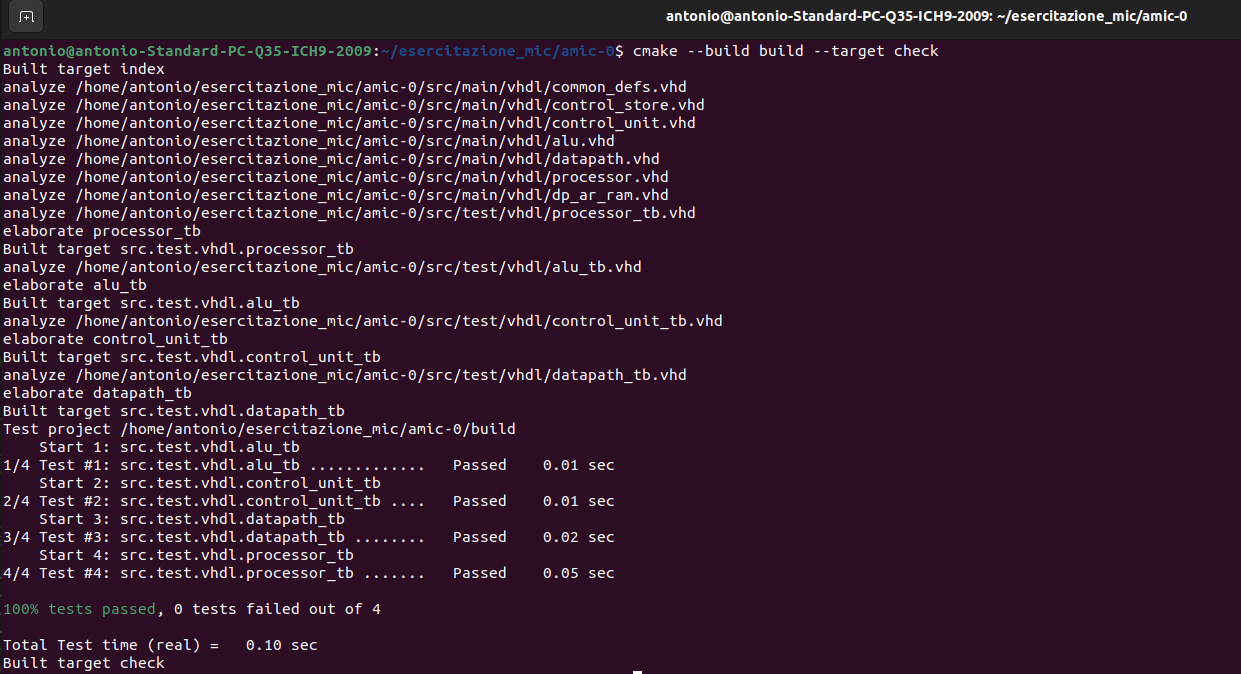 antonio@antonio-Standard-PC-Q35-ICH9-2009: ~/esercitazione_mic/amic-0
antonio@antonio-Standard-PC-Q35-ICH9-2009:~/esercitazione_mic/amic-0$ cmake --build build --target check
Built target index
analyze /home/antonio/esercitazione_mic/amic-0/src/main/vhdl/common_defs.vhd
analyze /home/antonio/esercitazione_mic/amic-0/src/main/vhdl/control_store.vhd
analyze /home/antonio/esercitazione_mic/amic-0/src/main/vhdl/control_unit.vhd
analyze /home/antonio/esercitazione_mic/amic-0/src/main/vhdl/alu.vhd
analyze /home/antonio/esercitazione_mic/amic-0/src/main/vhdl/datapath.vhd
analyze /home/antonio/esercitazione_mic/amic-0/src/main/vhdl/processor.vhd
analyze /home/antonio/esercitazione_mic/amic-0/src/main/vhdl/dp_ar_ram.vhd
analyze /home/antonio/esercitazione_mic/amic-0/src/test/vhdl/processor_tb.vhd
elaborate processor_tb
Built target src.test.vhdl.processor_tb
analyze /home/antonio/esercitazione_mic/amic-0/src/test/vhdl/alu_tb.vhd
elaborate alu_tb
Built target src.test.vhdl.alu_tb
analyze /home/antonio/esercitazione_mic/amic-0/src/test/vhdl/control_unit_tb.vhd
elaborate control_unit_tb
Built target src.test.vhdl.control_unit_tb
analyze /home/antonio/esercitazione_mic/amic-0/src/test/vhdl/datapath_tb.vhd
elaborate datapath_tb
Built target src.test.vhdl.datapath_tb
Test project /home/antonio/esercitazione_mic/amic-0/build
    Start 1: src.test.vhdl.alu_tb
1/4 Test #1: src.test.vhdl.alu_tb .............   Passed    0.01 sec
    Start 2: src.test.vhdl.control_unit_tb
2/4 Test #2: src.test.vhdl.control_unit_tb ....   Passed    0.01 sec
    Start 3: src.test.vhdl.datapath_tb
3/4 Test #3: src.test.vhdl.datapath_tb ........   Passed    0.02 sec
    Start 4: src.test.vhdl.processor_tb
4/4 Test #4: src.test.vhdl.processor_tb .......   Passed    0.05 sec
100% tests passed, 0 tests failed out of 4
Total Test time (real) =   0.10 sec
Built target check